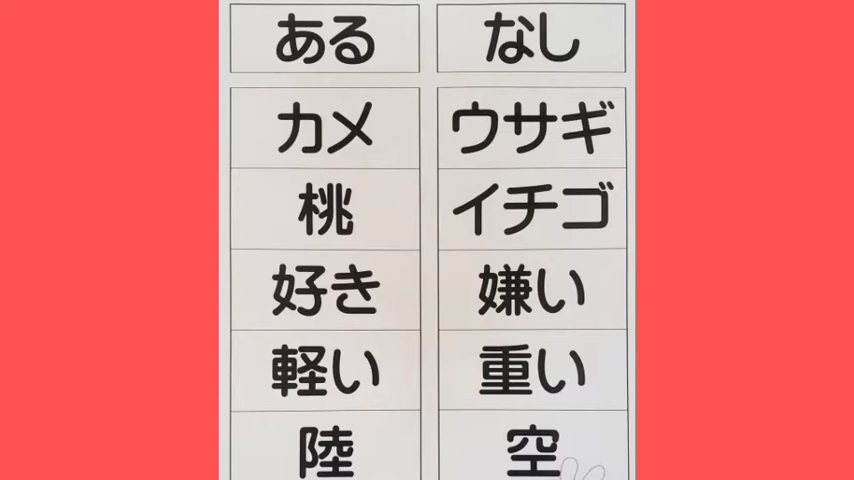 ある なし
カメ ウサギ
桃 イチゴ
好き 嫌い
軽い 重い
陸 空